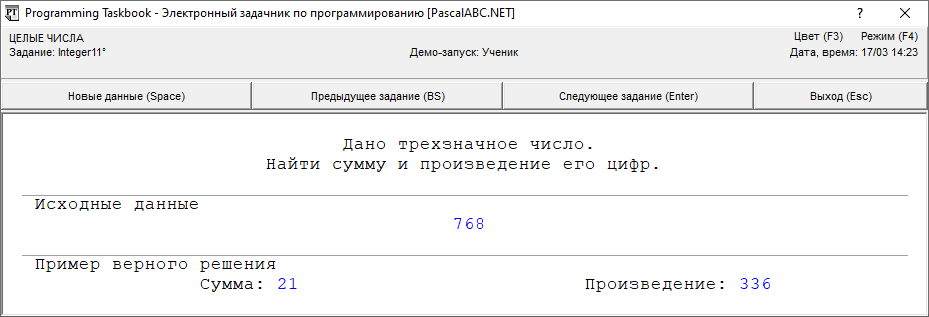 Programming Taskbook - Электронный задачник по программированию [PascalABC.NET]
ЦЕЛЫЕ ЧИСЛА
Цвет (F3) Режим (F4)
Задание: Integer11°
Демо-запуск: Ученик
Дата, время: 17/03 14:23
Новые данные (Space)
Предыдущее задание (BS)
Следующее задание (Enter)
Выход (Esc)
Дано трехзначное число.
Найти сумму и произведение его цифр.
Исходные данные
768
Пример верного решения
Сумма: 21 Произведение: 336